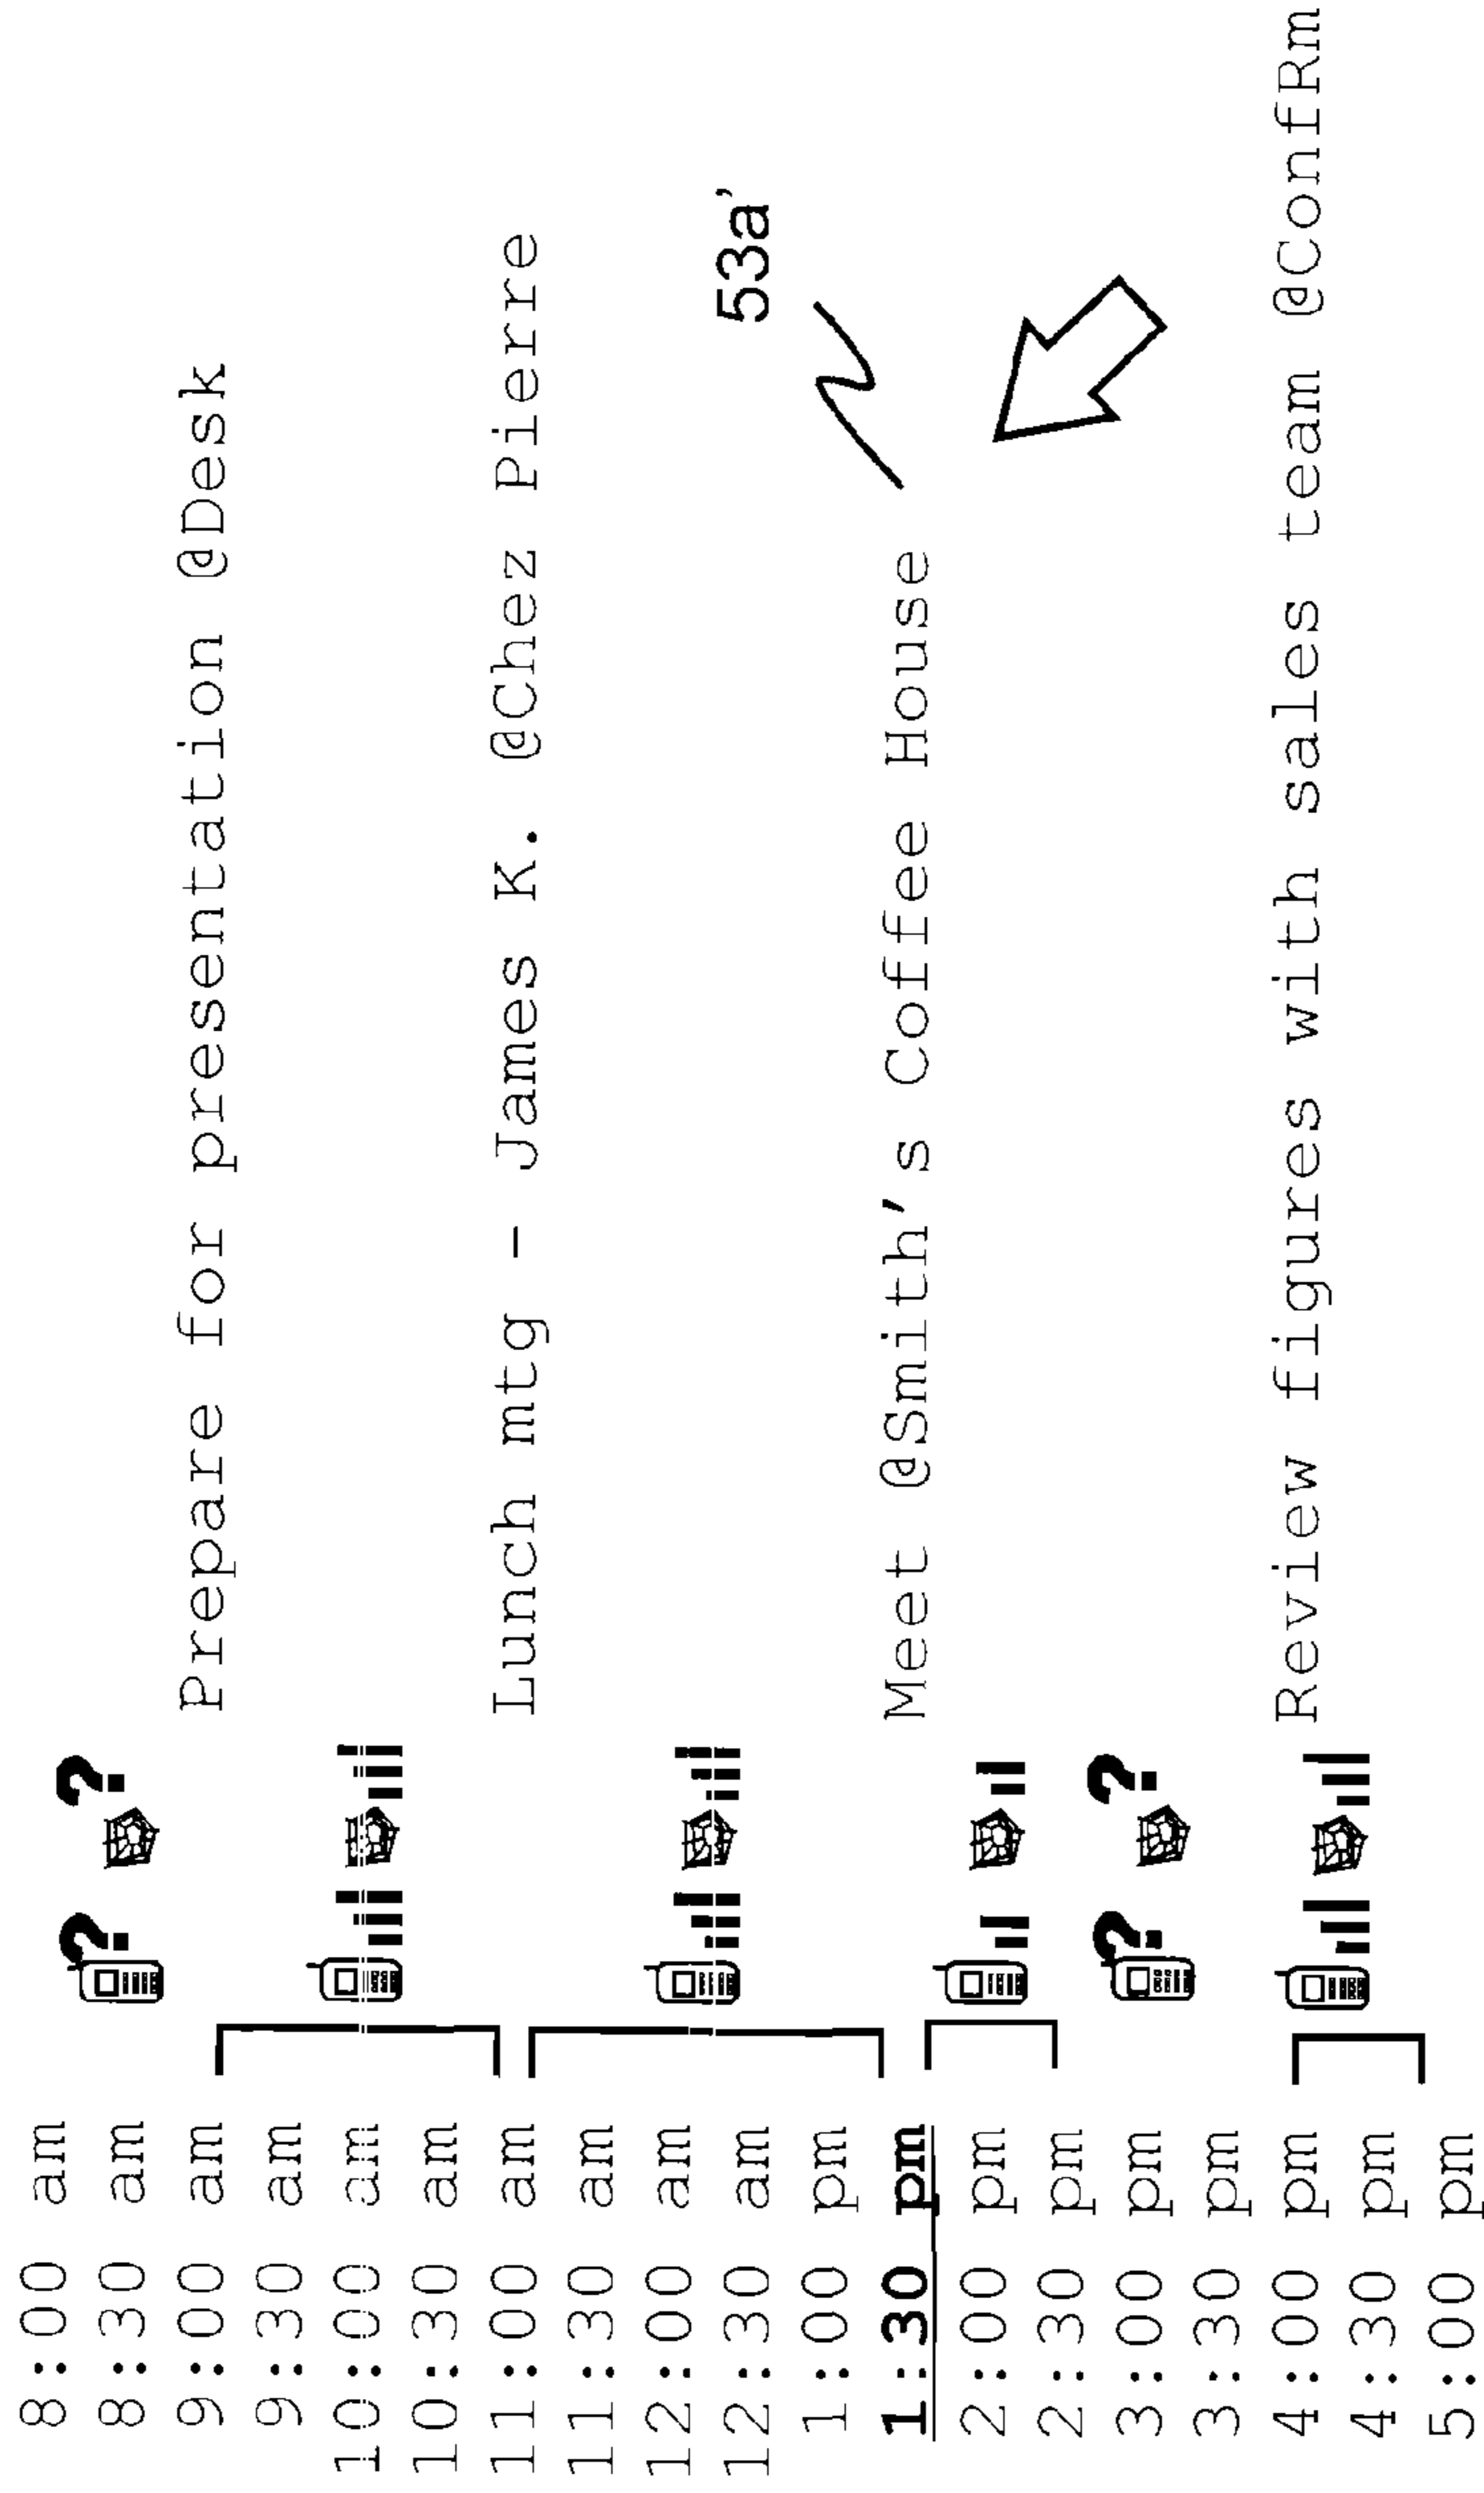 8:00 am ?   ?
8:30 am
9:00 am Prepare for presentation @Desk
9:30 am
10:00 am
10:30 am
11:00 am Lunch mtg - James K. @Chez Pierre
11:30 am
12:00 am
12:30 am
1:00 pm 53a’
1:30 pm Meet @Smith’s Coffee House
2:00 pm
2:30 pm
3:00 pm ?   ?
3:30 pm
4:00 pm Review figures with sales team @ConfRm
4:30 pm
5:00 pm